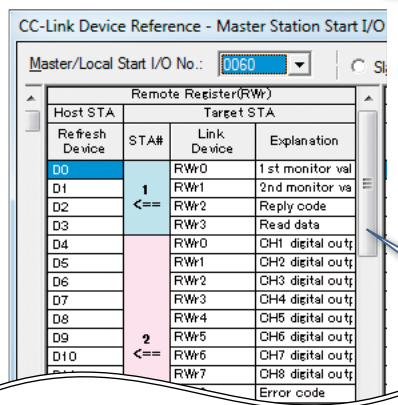 CC-Link Device Reference - Master Station Start I/O
Master/Local Start I/O No.: 0060
Remote Register(RWr)
Host STA Target STA
Refresh Device STA# Link Device Explanation
D0 RWr0 1st monitor val
D1 1 RWr1 2nd monitor va
D2 <== RWr2 Reply code
D3 RWr3 Read data
D4 RWr0 CH1 digital outp
D5 RWr1 CH2 digital outp
D6 RWr2 CH3 digital outp
D7 RWr3 CH4 digital outp
D8 RWr4 CH5 digital outp
D9 2 RWr5 CH6 digital outp
D10 <== RWr6 CH7 digital outp
RWr7 CH8 digital outp
Error code